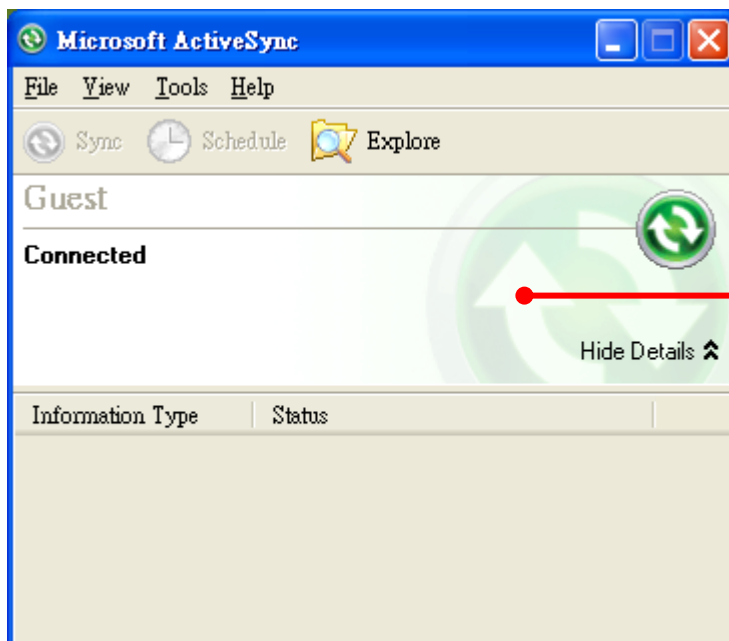 Microsoft ActiveSync
File View Tools Help
Sync Schedule Explore
Guest
Connected
Hide Details
Information Type Status